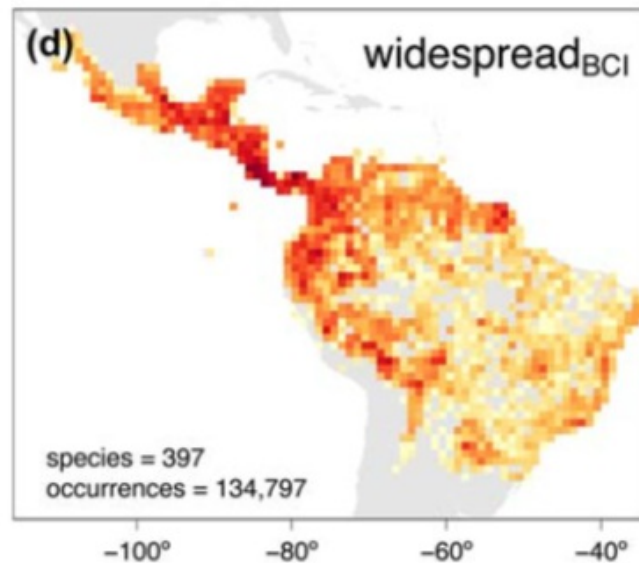 (d) widespreadBCI
species = 397
occurrences = 134,797
−100° −80° −60° −40°